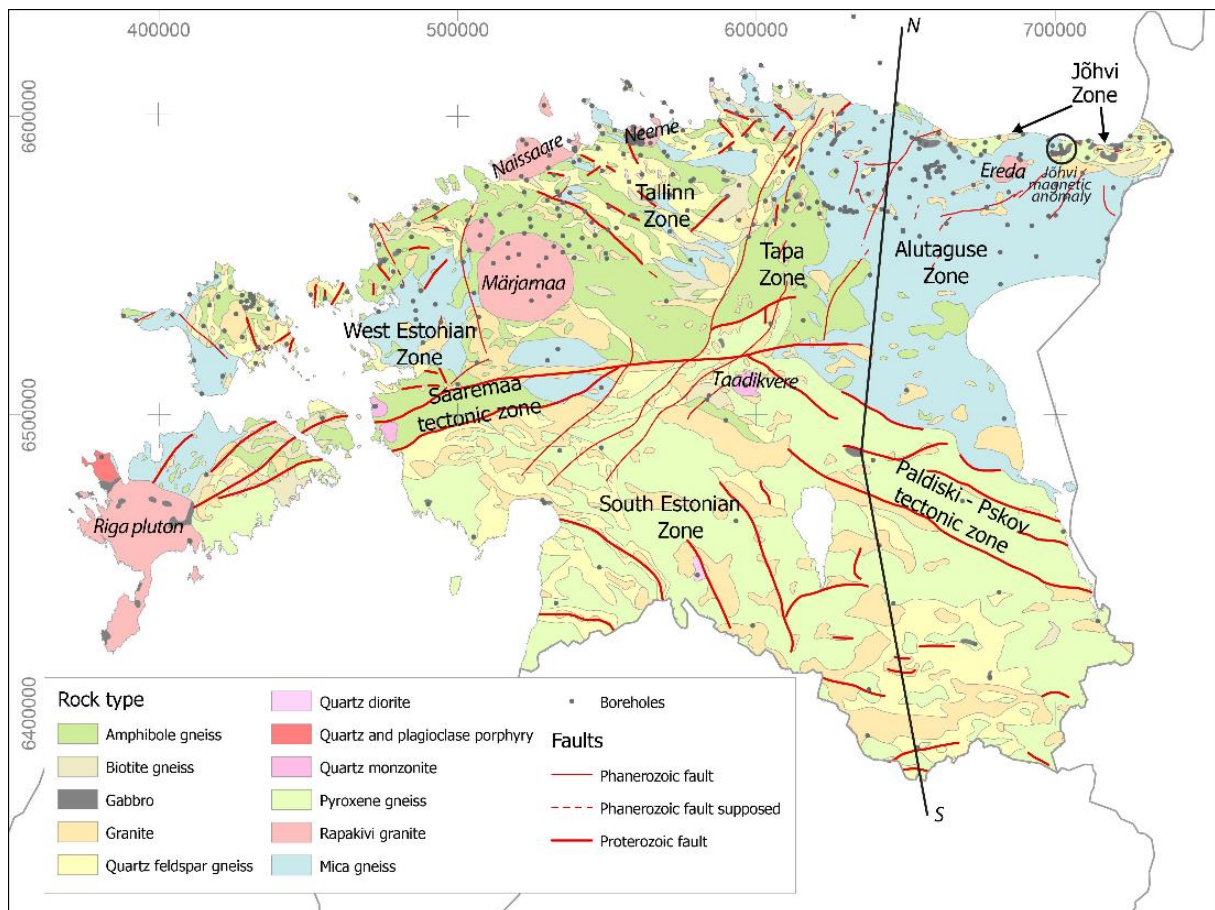 400000
500000
600000
700000
N
Jõhvi
Zone
6600000
Naissaare
Neeme
Ereda
Jõhvi
magnetic
anomaly
Tallinn
Zone
Tapa
Zone
Alutaguse
Zone
Märjamaa
West Estonian
Zone
Saaremaa
tectonic zone
Taadikvere
6500000
Riga pluton
South Estonian
Zone
Paldiski - Pskov
tectonic zone
6400000
S
Rock type
Amphibole gneiss
Biotite gneiss
Gabbro
Granite
Quartz feldspar gneiss
Quartz diorite
Quartz and plagioclase porphyry
Quartz monzonite
Pyroxene gneiss
Rapakivi granite
Mica gneiss
Boreholes
Faults
Phanerozoic fault
Phanerozoic fault supposed
Proterozoic fault